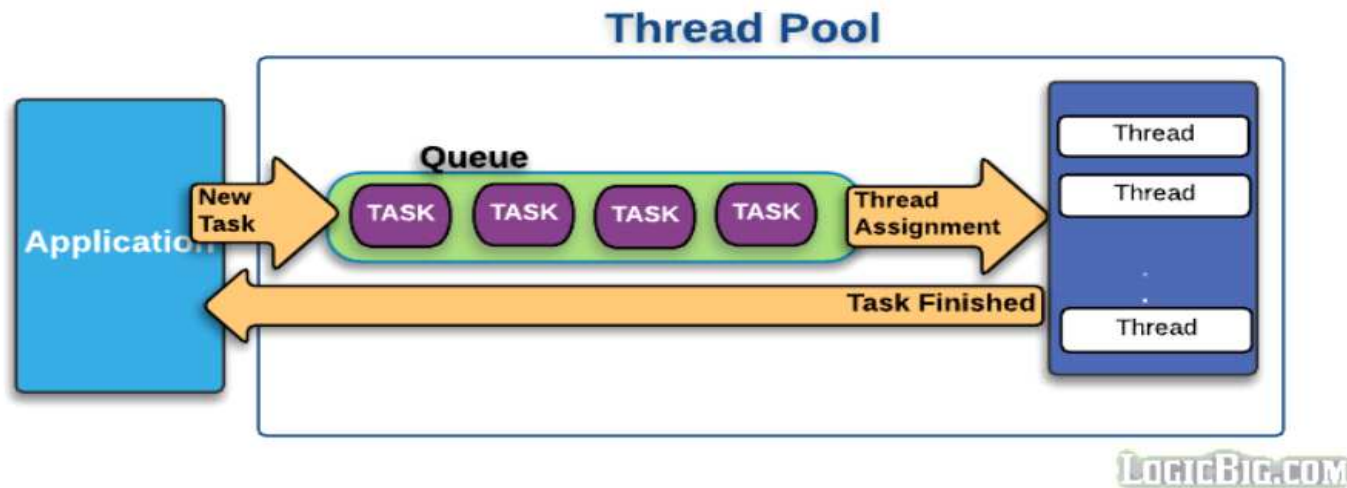 Thread Pool
Application
New
Task
Queue
TASK
TASK
TASK
TASK
Thread
Assignment
Thread
Thread
.
.
Thread
Task Finished
LOGICBIG.COM